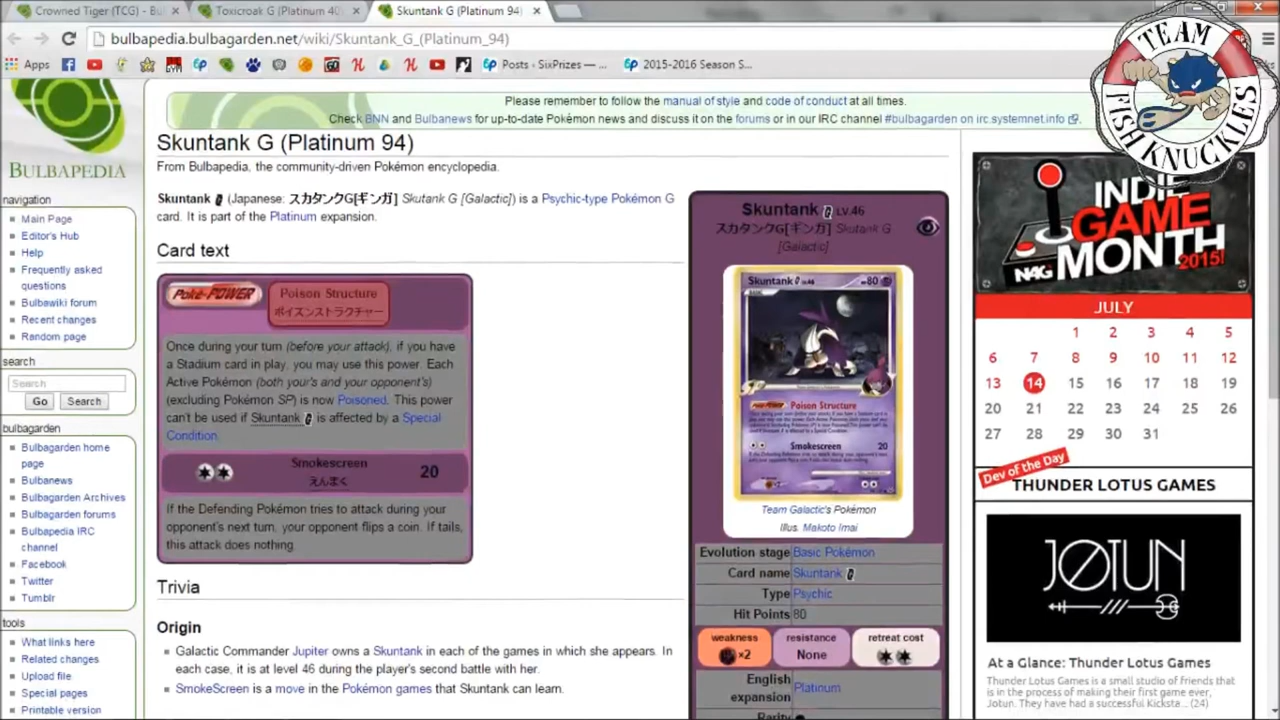 Crowned Tiger (TCG) - Bu
Toxicroak G (Platinum 40
Skuntank G (Platinum 94)
bulbapedia.bulbagarden.net/wiki/Skuntank_G_(Platinum_94)
Apps
Posts - SixPrizes — ...
2015-2016 Season S...
TEAM
FISH KNUCKLES
BULBAPEDIA
navigation
Main Page
Editor's Hub
Help
Frequently asked
questions
Bulbawiki forum
Recent changes
Random page
search
Search
Go
Search
bulbagarden
Bulbagarden home
page
Bulbanews
Bulbagarden Archives
Bulbagarden forums
Bulbapedia IRC
channel
Facebook
Twitter
Tumblr
tools
What links here
Related changes
Upload file
Special pages
Printable version
Please remember to follow the manual of style and code of conduct at all times.
Check BNN and Bulbanews for up-to-date Pokémon news and discuss it on the forums or in our IRC channel #bulbagarden on irc.systemnet.info
Skuntank G (Platinum 94)
From Bulbapedia, the community-driven Pokémon encyclopedia.
Skuntank G (Japanese: スカタンクG[ギンガ] Skutank G [Galactic]) is a Psychic-type Pokémon G
card. It is part of the Platinum expansion.
Card text
Poké-POWER
Poison Structure
ポイズンストラクチャー
Once during your turn (before your attack), if you have
a Stadium card in play, you may use this power. Each
Active Pokémon (both your's and your opponent's)
(excluding Pokémon SP) is now Poisoned. This power
can't be used if Skuntank G is affected by a Special
Condition.
Smokescreen
えんまく
20
If the Defending Pokémon tries to attack during your
opponent's next turn, your opponent flips a coin. If tails,
this attack does nothing.
Trivia
Origin
Galactic Commander Jupiter owns a Skuntank in each of the games in which she appears. In
each case, it is at level 46 during the player's second battle with her.
SmokeScreen is a move in the Pokémon games that Skuntank can learn.
Skuntank G LV.46
スカタンクG[ギンガ] Skutank G
[Galactic]
Skuntank G
HP 80
Poké-POWER Poison Structure
Smokescreen 20
Team Galactic's Pokémon
Illus. Makoto Imai
Evolution stage Basic Pokémon
Card name Skuntank G
Type Psychic
Hit Points 80
weakness
×2
resistance
None
retreat cost
English
expansion
Platinum
Rarity
INDIE
GAME
MONTH
N4G
2015!
JULY
1 2 3 4 5
6 7 8 9 10 11 12
13 14 15 16 17 18 19
20 21 22 23 24 25 26
27 28 29 30 31
Dev of the Day
THUNDER LOTUS GAMES
JOTUN
At a Glance: Thunder Lotus Games
Thunder Lotus Games is a small studio of friends that
is in the process of making their first game ever,
Jotun. They have had a successful Kicksta... (24)